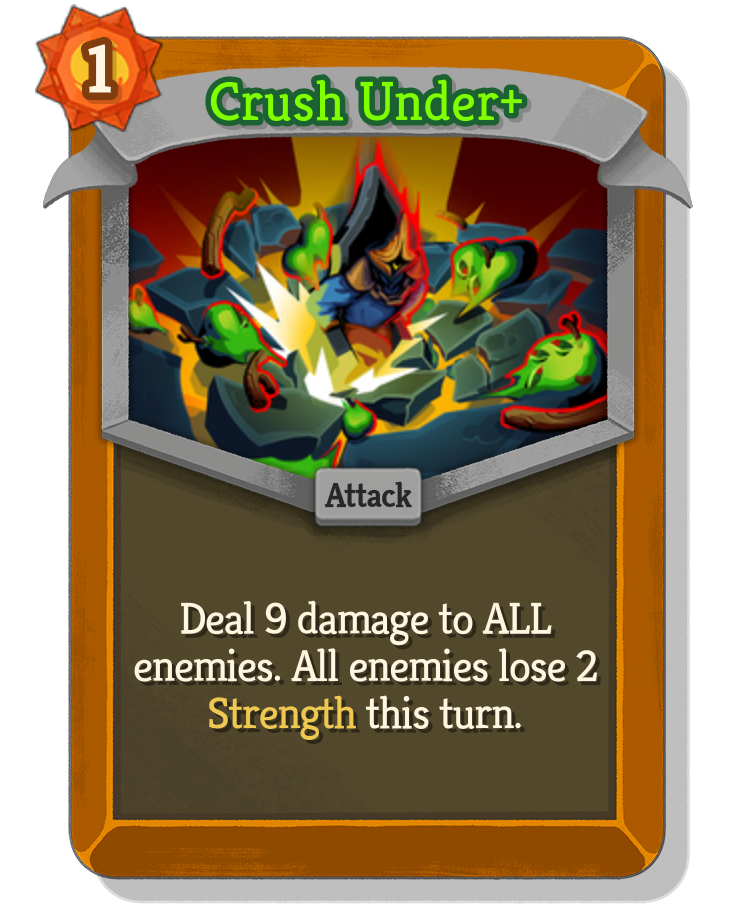 1
Crush Under+
Attack
Deal 9 damage to ALL
enemies. All enemies lose 2
Strength this turn.